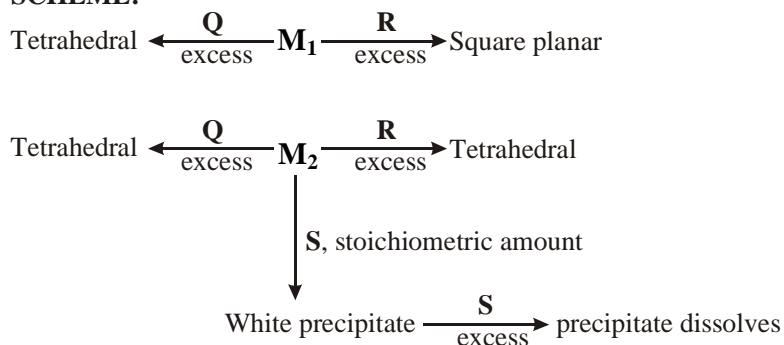 SCHEME:
Tetrahedral Q excess M₁ R excess Square planar
Tetrahedral Q excess M₂ R excess Tetrahedral
S, stoichiometric amount
White precipitate S excess precipitate dissolves